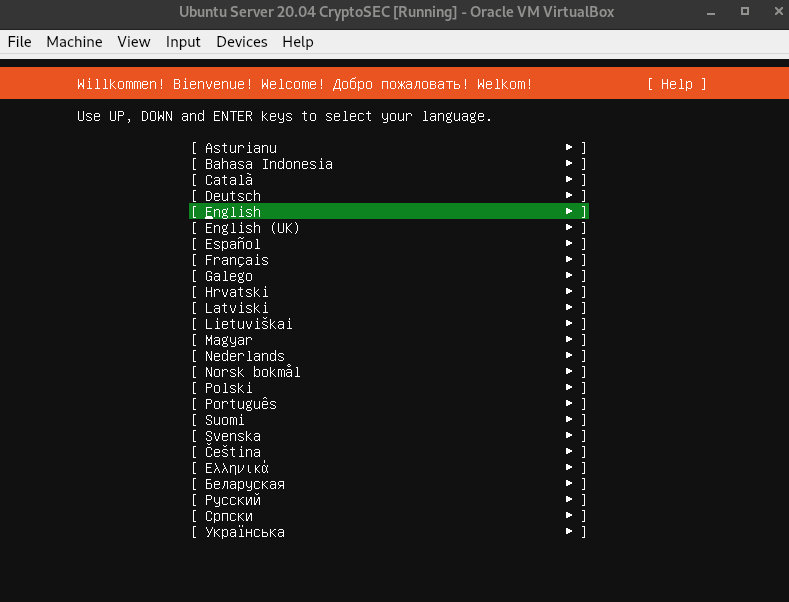 Ubuntu Server 20.04 CryptoSEC [Running] - Oracle VM VirtualBox
File Machine View Input Devices Help
Willkommen! Bienvenue! Welcome! Добро пожаловать! Welkom! [ Help ]
Use UP, DOWN and ENTER keys to select your language.
[ Asturianu ► ]
[ Bahasa Indonesia ► ]
[ Català ► ]
[ Deutsch ► ]
[ English ► ]
[ English (UK) ► ]
[ Español ► ]
[ Français ► ]
[ Galego ► ]
[ Hrvatski ► ]
[ Latviski ► ]
[ Lietuviškai ► ]
[ Magyar ► ]
[ Nederlands ► ]
[ Norsk bokmål ► ]
[ Polski ► ]
[ Português ► ]
[ Suomi ► ]
[ Svenska ► ]
[ Čeština ► ]
[ Ελληνικά ► ]
[ Беларуская ► ]
[ Русский ► ]
[ Српски ► ]
[ Українська ► ]